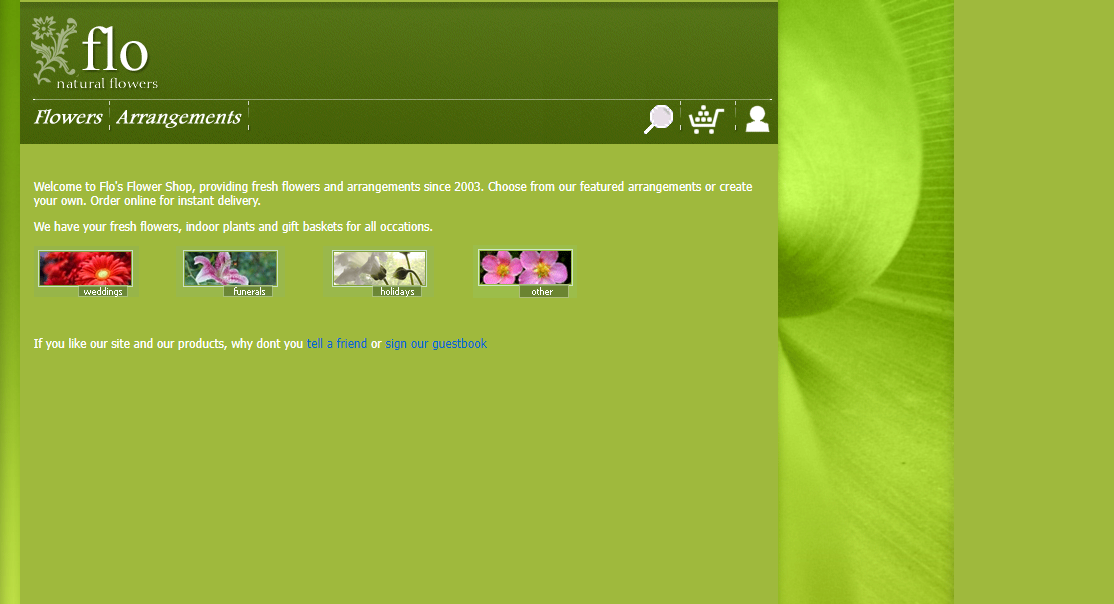 flo
natural flowers
Flowers Arrangements
Welcome to Flo's Flower Shop, providing fresh flowers and arrangements since 2003. Choose from our featured arrangements or create
your own. Order online for instant delivery.
We have your fresh flowers, indoor plants and gift baskets for all occations.
weddings funerals holidays other
If you like our site and our products, why dont you tell a friend or sign our guestbook